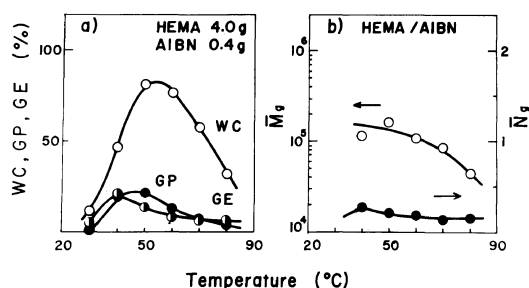 a) HEMA 4.0g
AIBN 0.4g
WC, GP, GE (%)
100
50
WC
GP
GE
20
50
90
b) HEMA/AIBN
M̄g
10⁶
10⁵
10⁴
N̄g
2
1
0
20
50
90
Temperature (°C)